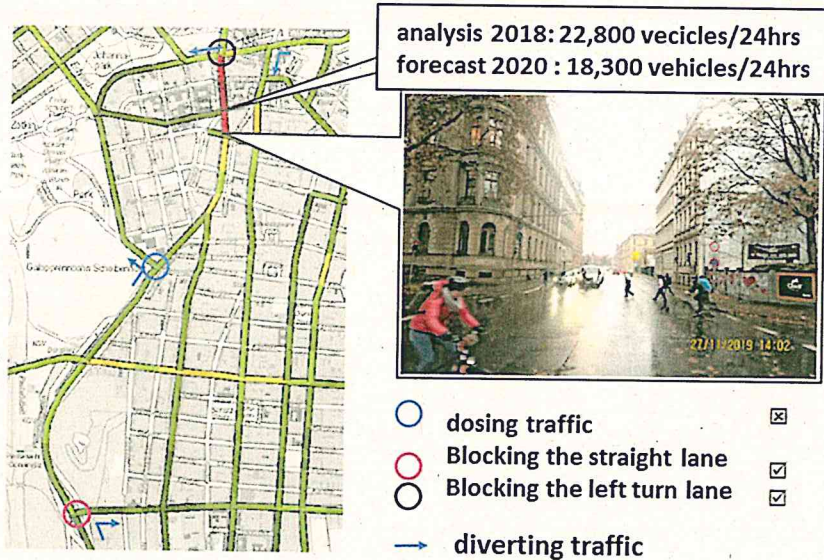 analysis 2018: 22,800 vecicles/24hrs
forecast 2020 : 18,300 vehicles/24hrs
Park
27/11/2019 14:02
dosing traffic
Blocking the straight lane
Blocking the left turn lane
diverting traffic